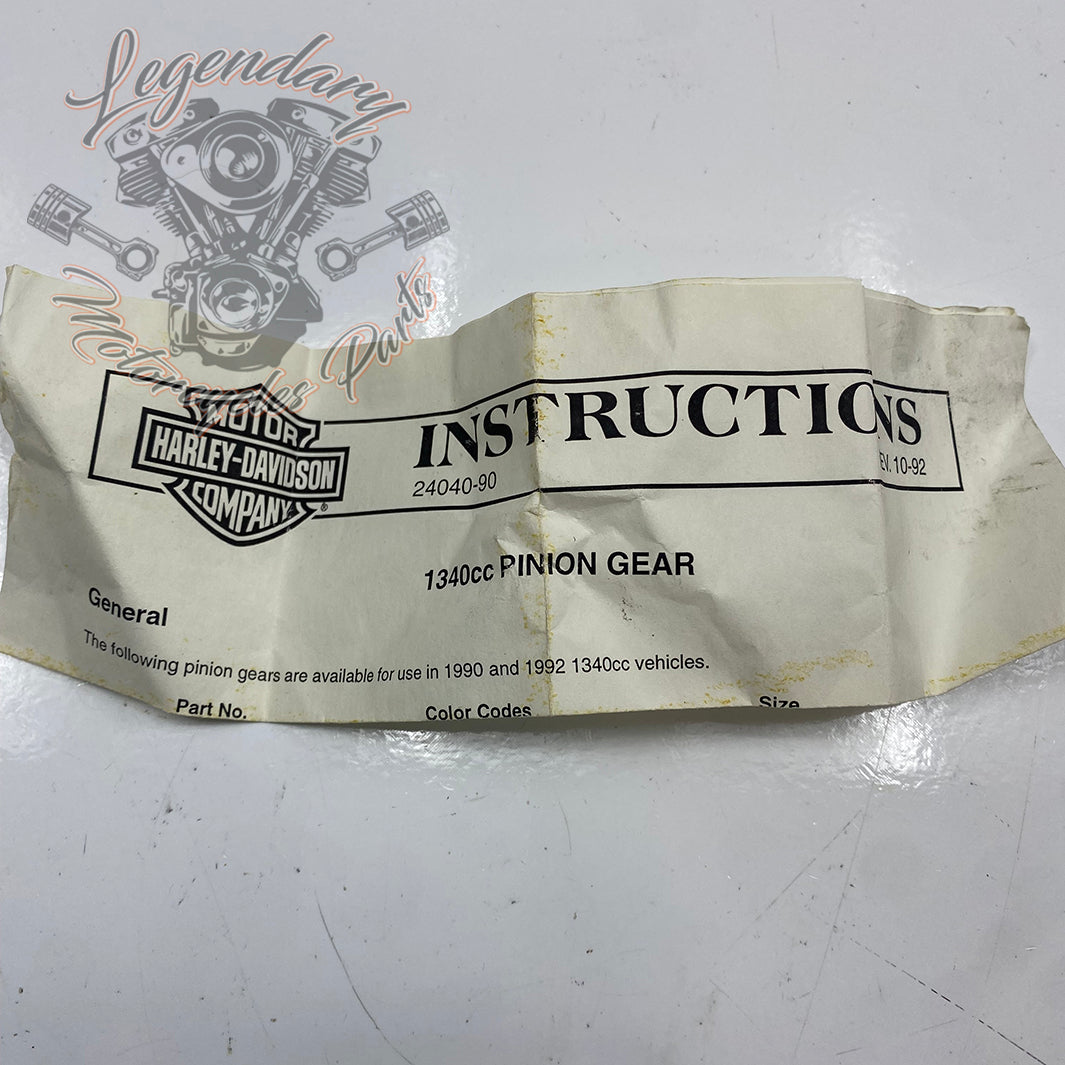 Legendary
Motorcycles Parts
MOTOR
HARLEY-DAVIDSON
COMPANY
®
INSTRUCTIONS
24040-90
EV. 10-92
1340cc PINION GEAR
General
The following pinion gears are available for use in 1990 and 1992 1340cc vehicles.
Part No. Color Codes Size